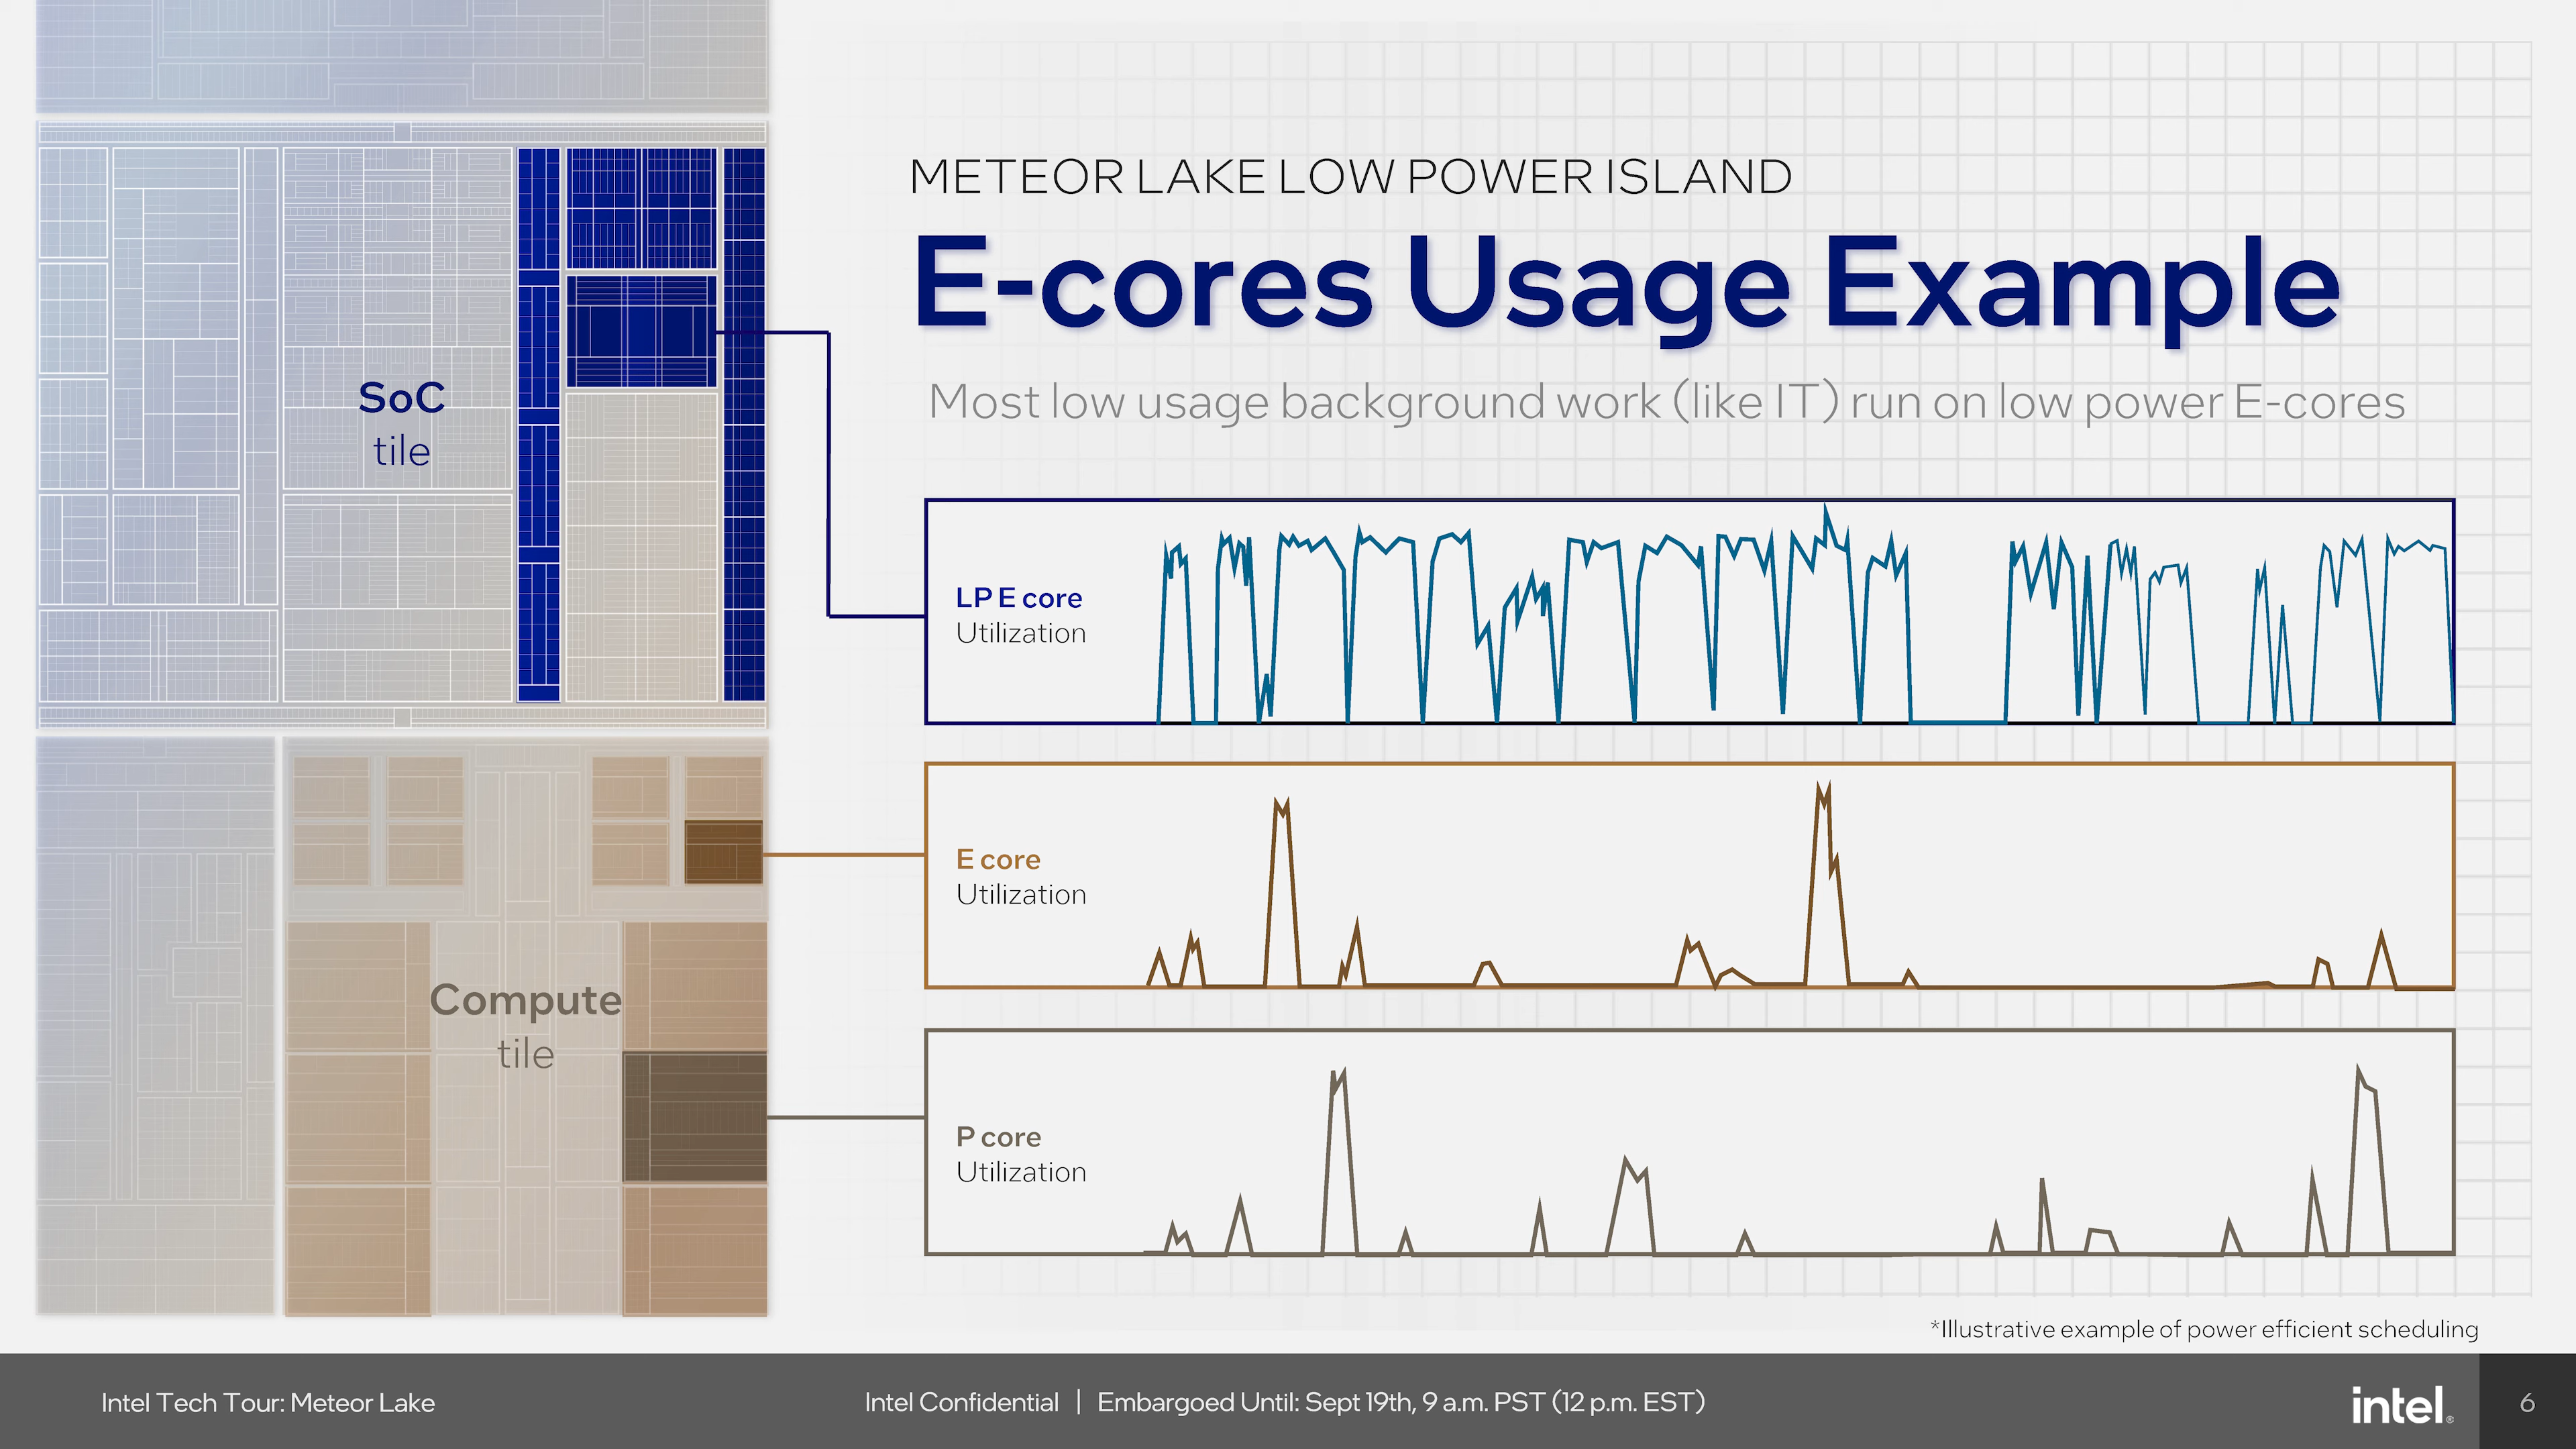 METEOR LAKE LOW POWER ISLAND
E-cores Usage Example
Most low usage background work (like IT) run on low power E-cores
SoC
tile
LP E core
Utilization
E core
Utilization
Compute
tile
P core
Utilization
*Illustrative example of power efficient scheduling
Intel Tech Tour: Meteor Lake
Intel Confidential | Embargoed Until: Sept 19th, 9 a.m. PST (12 p.m. EST)
intel®
6